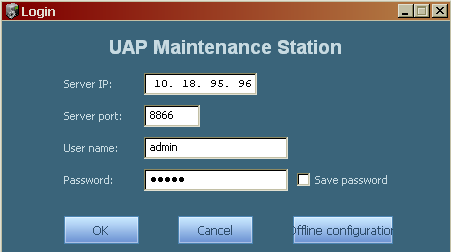 Login
UAP Maintenance Station
Server IP: 10. 18. 95. 96
Server port: 8866
User name: admin
Password: ●●●●●
Save password
OK Cancel Offline configuration